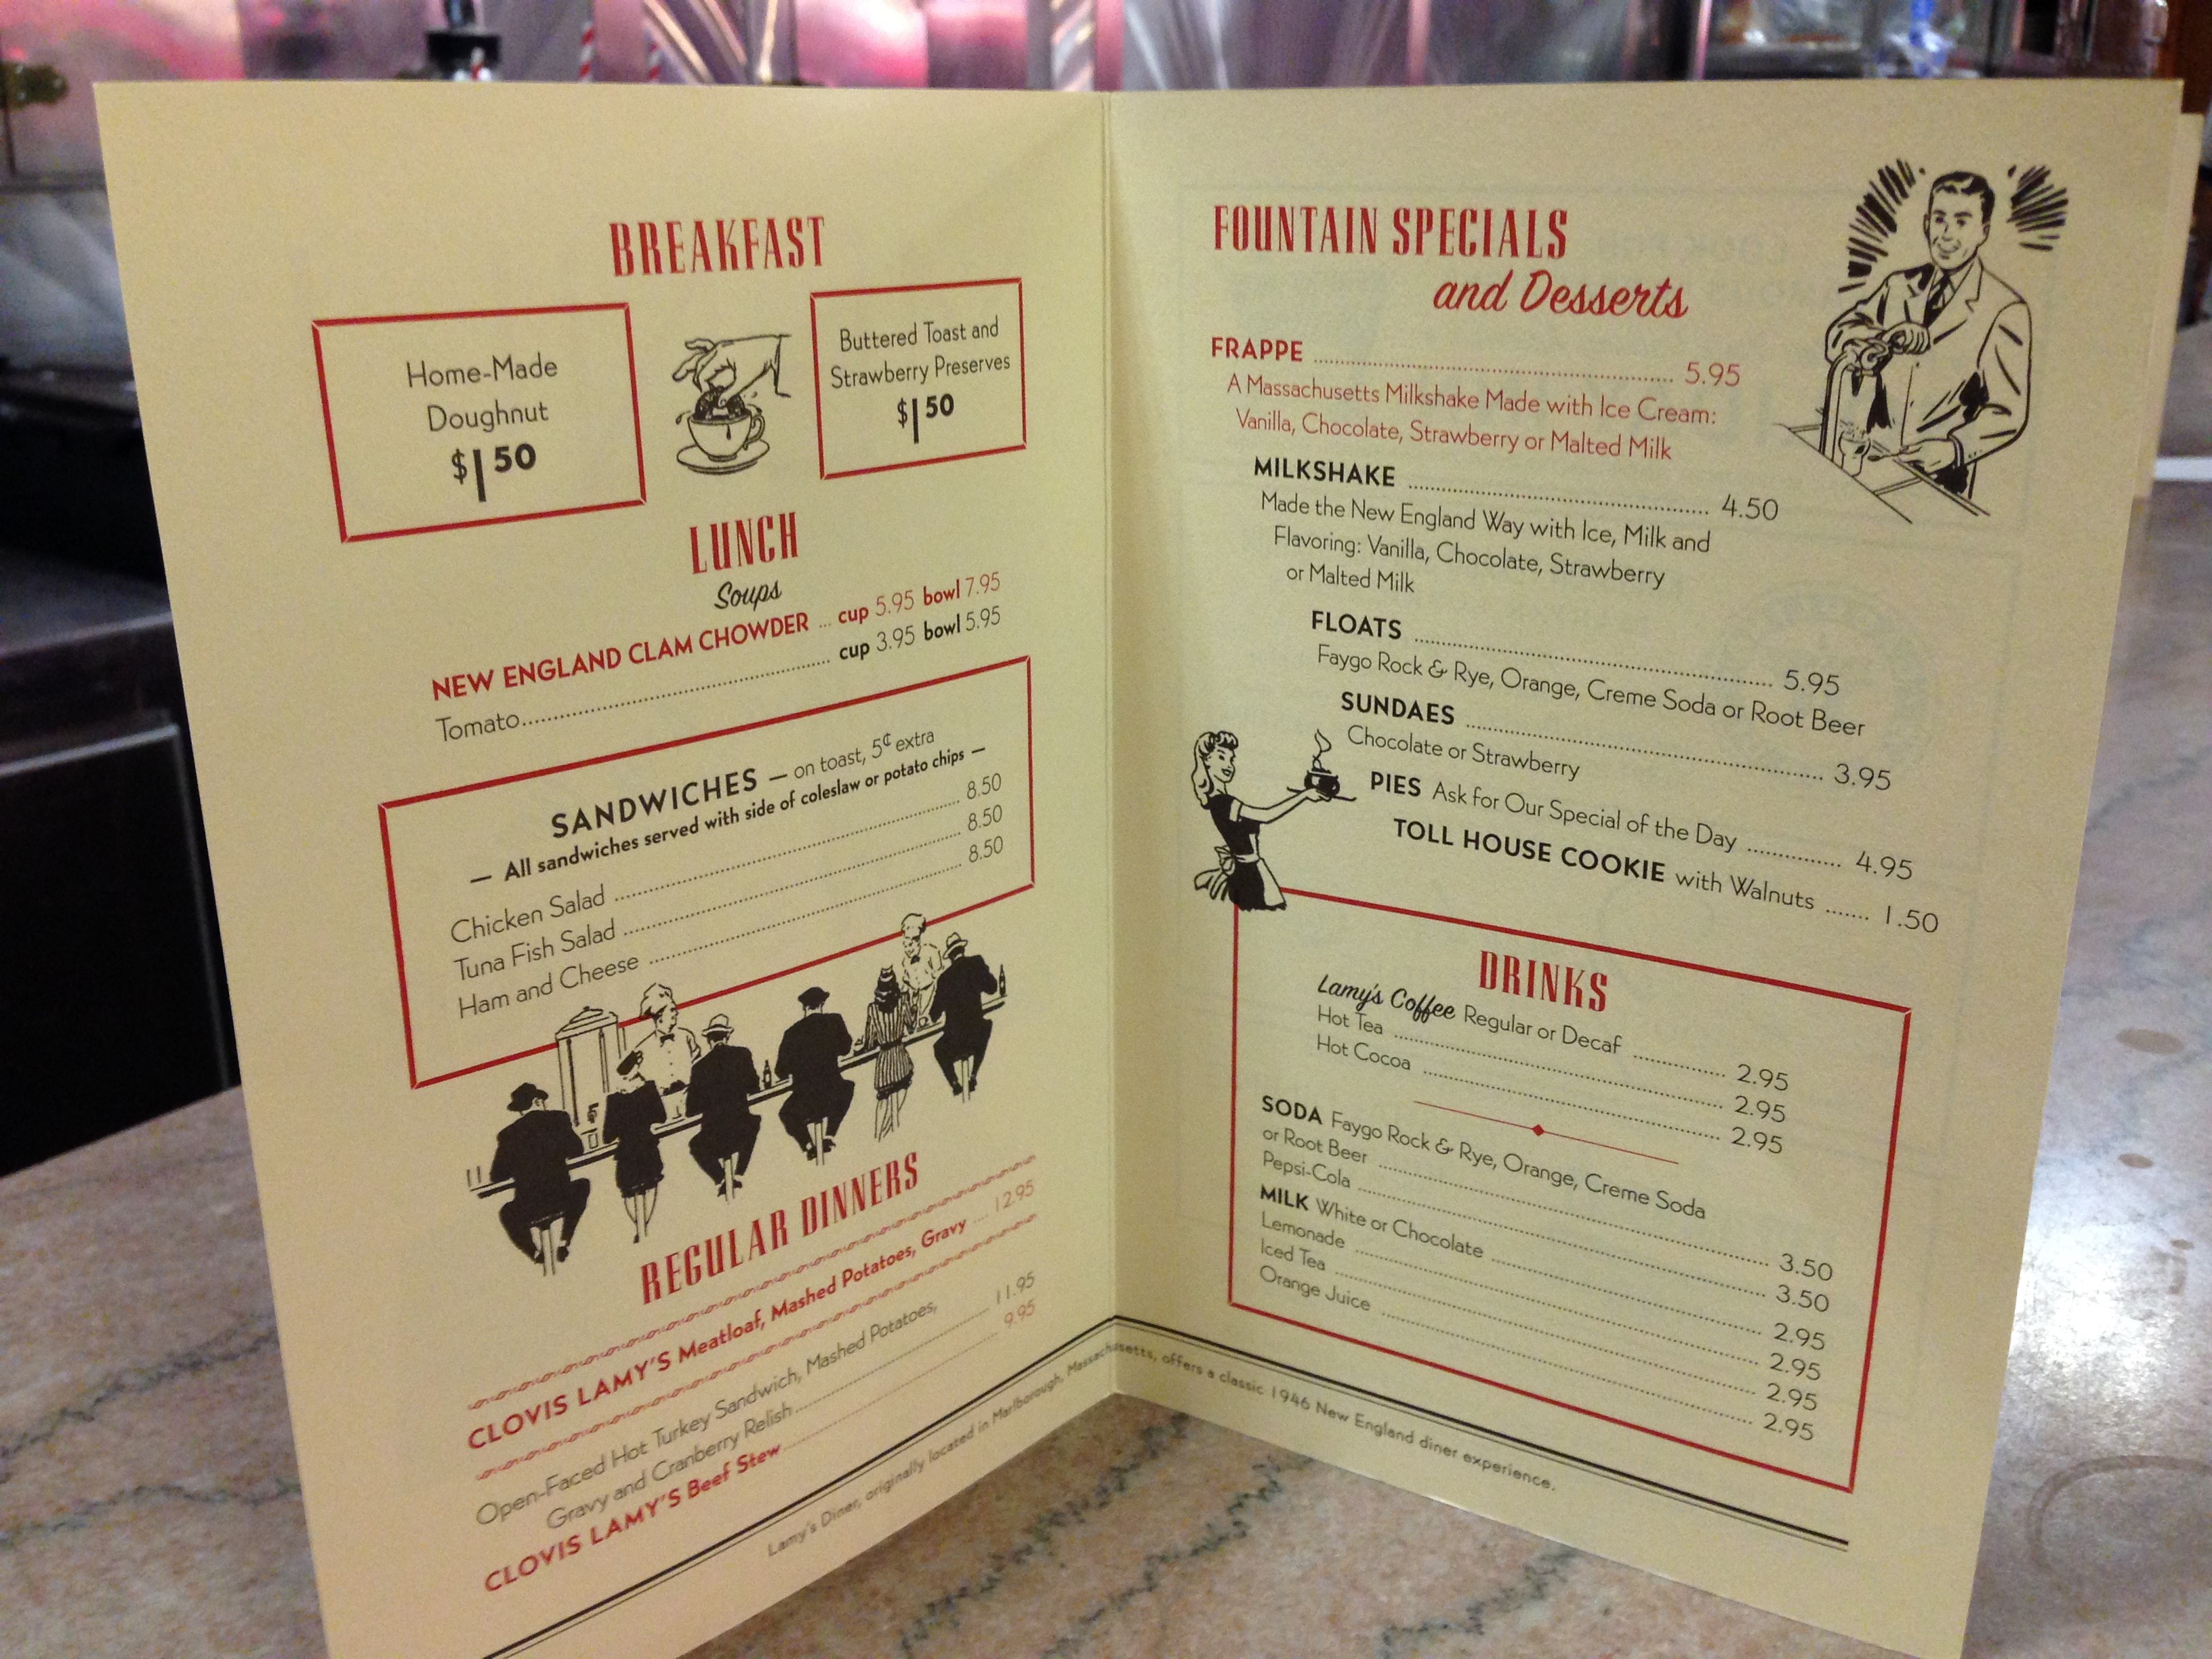 BREAKFAST
Home-Made
Doughnut
$1 50
Buttered Toast and
Strawberry Preserves
$1 50
LUNCH
Soups
NEW ENGLAND CLAM CHOWDER ... cup 5.95 bowl 7.95
Tomato.............................. cup 3.95 bowl 5.95
SANDWICHES — on toast, 5¢ extra
— All sandwiches served with side of coleslaw or potato chips —
Chicken Salad .............................. 8.50
Tuna Fish Salad .............................. 8.50
Ham and Cheese .............................. 8.50
REGULAR DINNERS
CLOVIS LAMY'S Meatloaf, Mashed Potatoes, Gravy .... 12.95
Open-Faced Hot Turkey Sandwich, Mashed Potatoes,
Gravy and Cranberry Relish.............................. 11.95
CLOVIS LAMY'S Beef Stew.............................. 9.95
FOUNTAIN SPECIALS
and Desserts
FRAPPE .............................. 5.95
A Massachusetts Milkshake Made with Ice Cream:
Vanilla, Chocolate, Strawberry or Malted Milk
MILKSHAKE .............................. 4.50
Made the New England Way with Ice, Milk and
Flavoring: Vanilla, Chocolate, Strawberry
or Malted Milk
FLOATS .............................. 5.95
Faygo Rock & Rye, Orange, Creme Soda or Root Beer
SUNDAES .............................. 3.95
Chocolate or Strawberry
PIES Ask for Our Special of the Day .............. 4.95
TOLL HOUSE COOKIE with Walnuts ....... 1.50
DRINKS
Lamy's Coffee Regular or Decaf .............. 2.95
Hot Tea .............................. 2.95
Hot Cocoa .............................. 2.95
SODA Faygo Rock & Rye, Orange, Creme Soda
or Root Beer .............................. 3.50
Pepsi-Cola .............................. 3.50
MILK White or Chocolate .............................. 2.95
Lemonade .............................. 2.95
Iced Tea .............................. 2.95
Orange Juice .............................. 2.95
Lamy's Diner, originally located in Marlborough, Massachusetts, offers a classic 1946 New England diner experience.